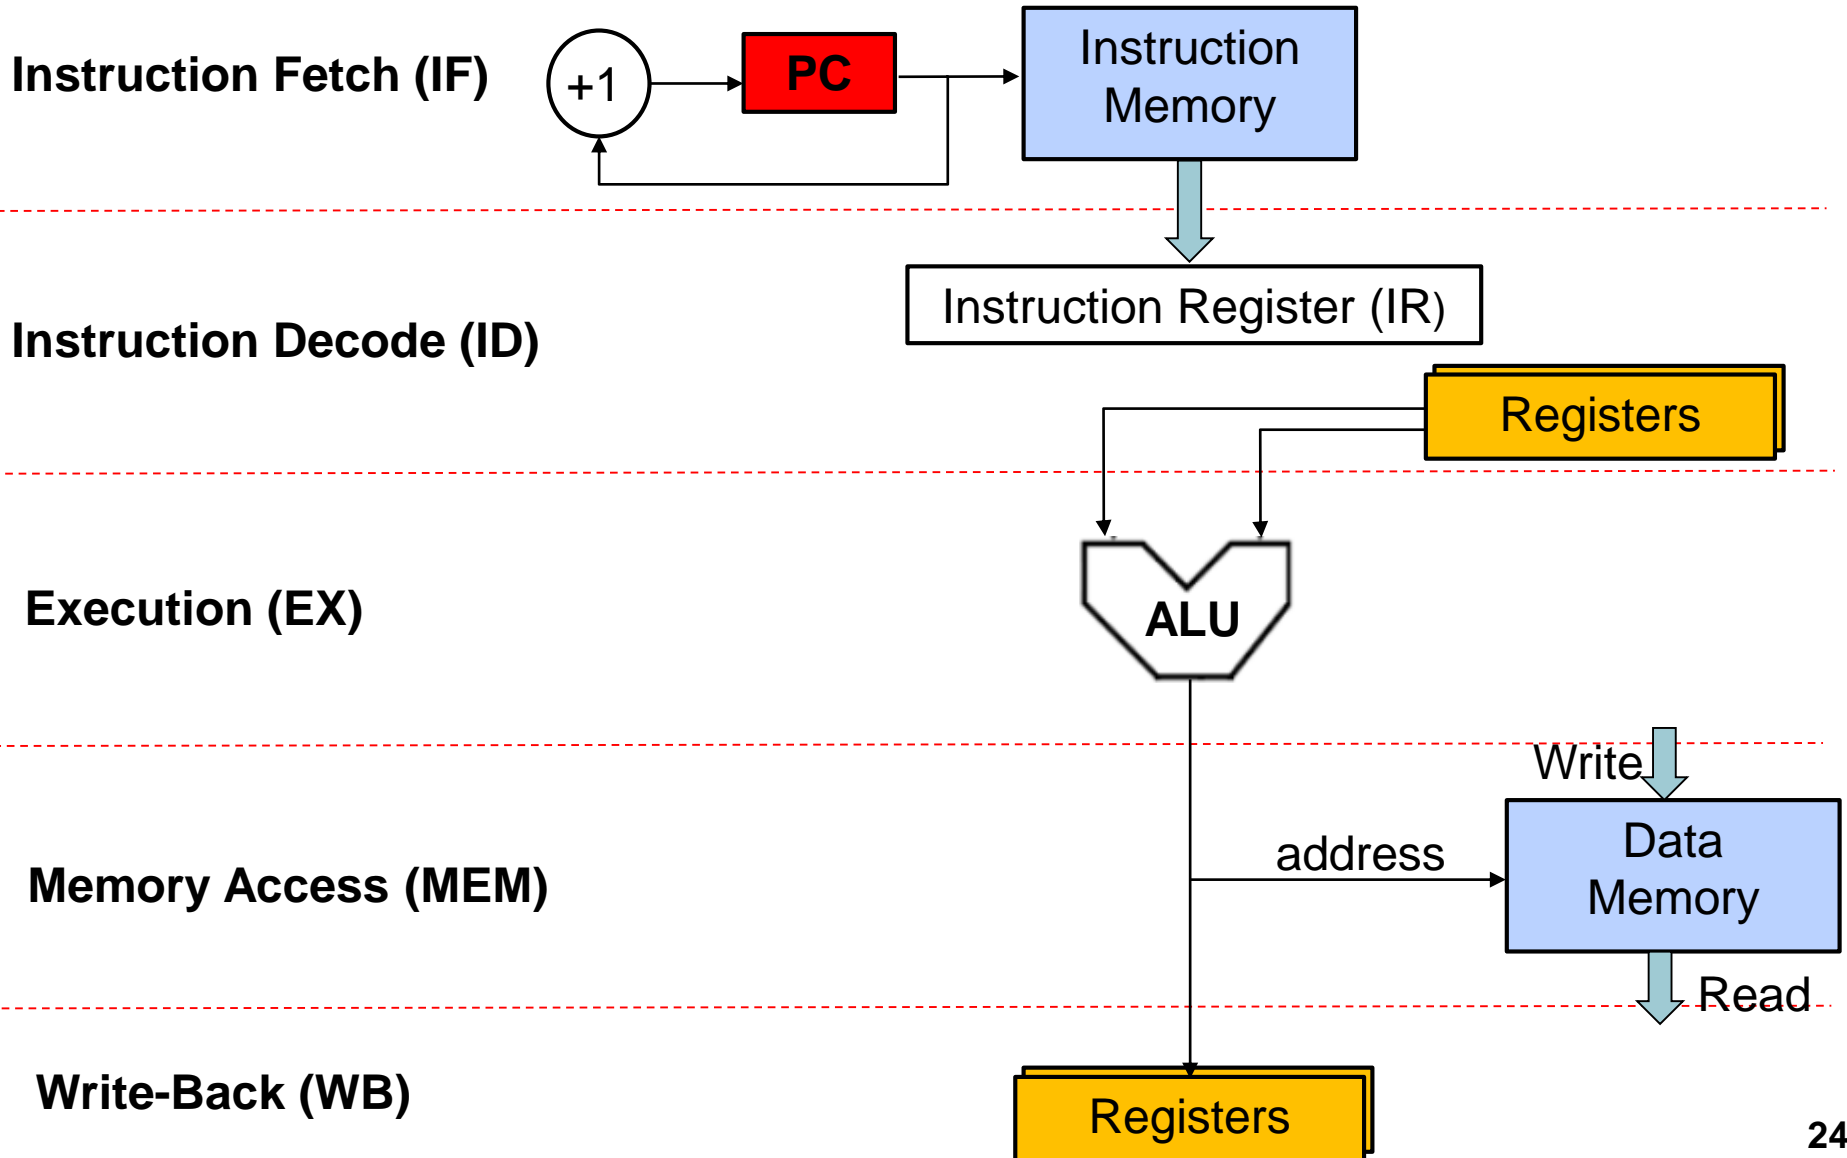 Instruction Fetch (IF)
+1
PC
Instruction
Memory
Instruction Register (IR)
Instruction Decode (ID)
Registers
Execution (EX)
ALU
Write
Data
Memory
address
Memory Access (MEM)
Read
Write-Back (WB)
Registers
24